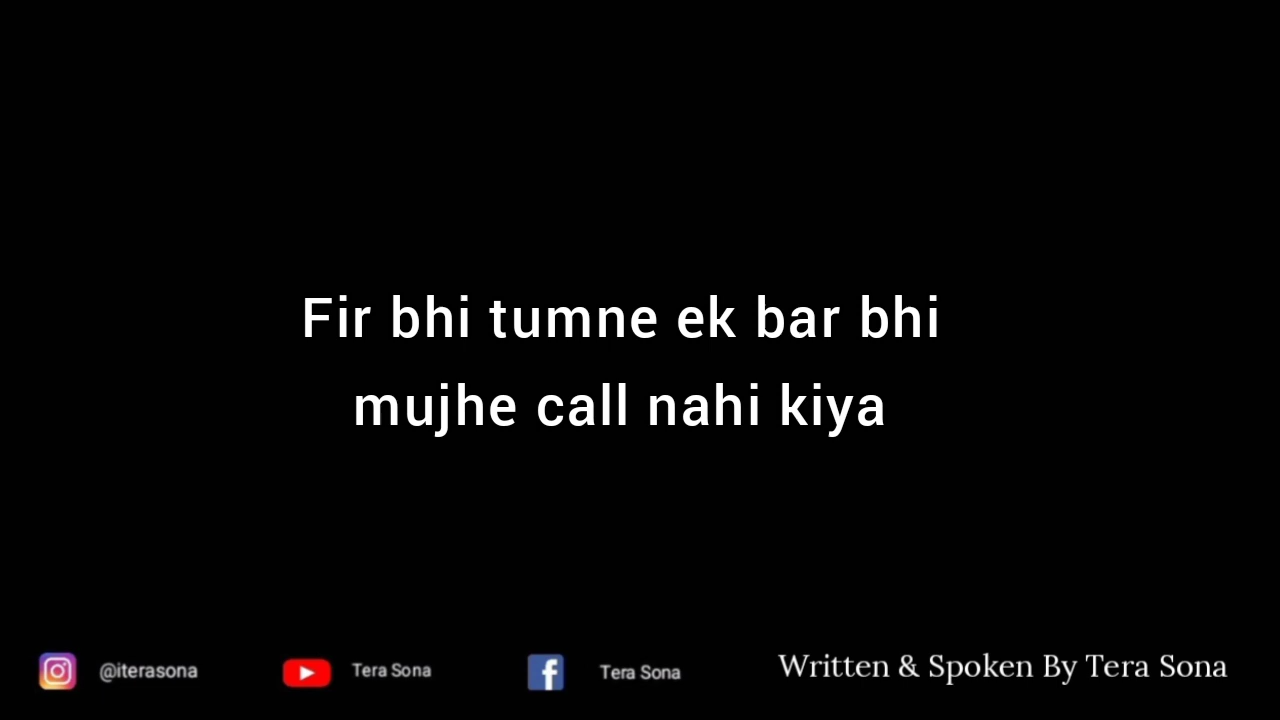 Fir bhi tumne ek bar bhi
mujhe call nahi kiya
@iterasona Tera Sona Tera Sona Written & Spoken By Tera Sona